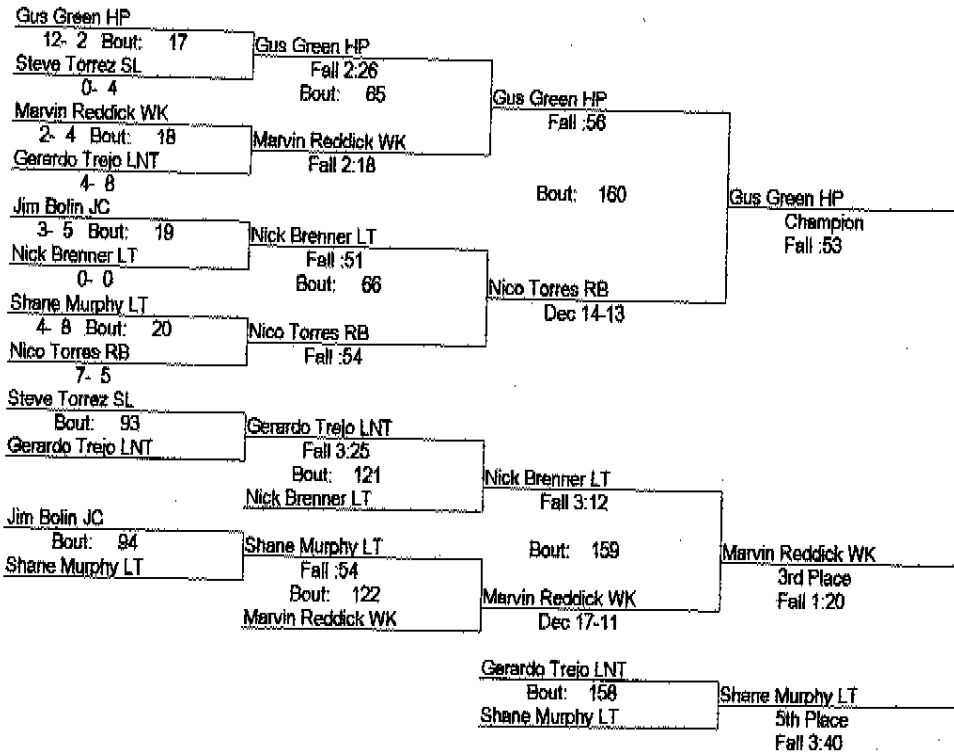 Gus Green HP
12- 2 Bout: 17
Steve Torrez SL
0- 4
Marvin Reddick WK
2- 4 Bout: 18
Gerardo Trejo LNT
4- 8
Jim Bolin JC
3- 5 Bout: 19
Nick Brenner LT
0- 0
Shane Murphy LT
4- 8 Bout: 20
Nico Torres RB
7- 5
Gus Green HP
Fall 2:26
Bout: 65
Marvin Reddick WK
Fall 2:18
Nick Brenner LT
Fall :51
Bout: 66
Nico Torres RB
Fall :54
Gus Green HP
Fall :56
Bout: 160
Nico Torres RB
Dec 14-13
Gus Green HP
Champion
Fall :53
Steve Torrez SL
Bout: 93
Gerardo Trejo LNT
Jim Bolin JC
Bout: 94
Shane Murphy LT
Gerardo Trejo LNT
Fall 3:25
Bout: 121
Nick Brenner LT
Shane Murphy LT
Fall :54
Bout: 122
Marvin Reddick WK
Nick Brenner LT
Fall 3:12
Bout: 159
Marvin Reddick WK
Dec 17-11
Marvin Reddick WK
3rd Place
Fall 1:20
Gerardo Trejo LNT
Bout: 158
Shane Murphy LT
Shane Murphy LT
5th Place
Fall 3:40